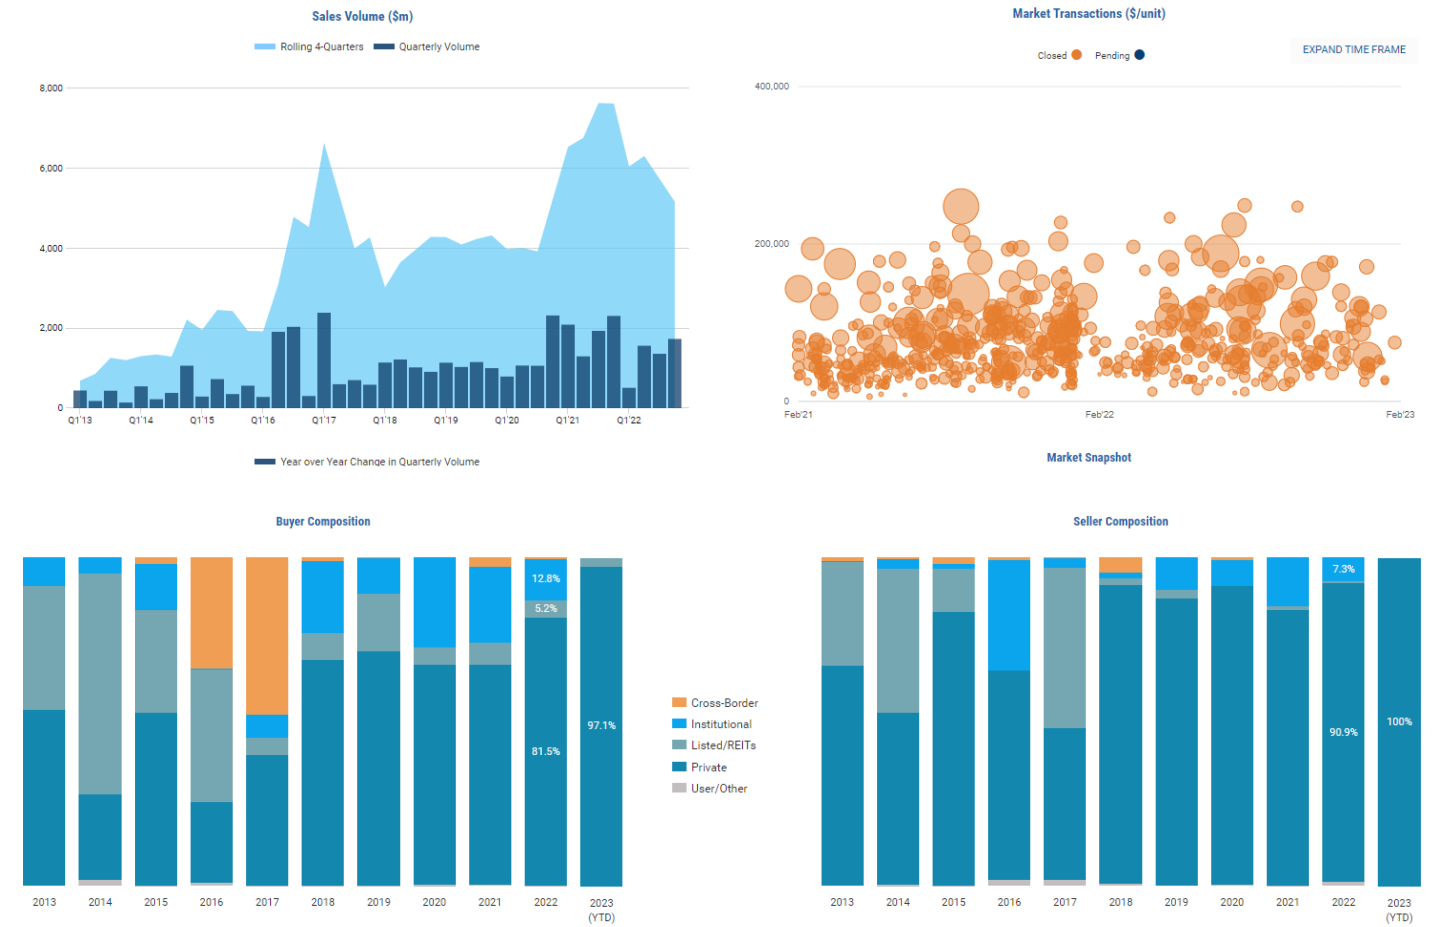 Sales Volume ($m)
Rolling 4-Quarters
Quarterly Volume
8,000
6,000
4,000
2,000
0
Q1'13
Q1'14
Q1'15
Q1'16
Q1'17
Q1'18
Q1'19
Q1'20
Q1'21
Q1'22
Year over Year Change in Quarterly Volume
Market Transactions ($/unit)
Closed
Pending
EXPAND TIME FRAME
400,000
200,000
0
Feb'21
Feb'22
Feb'23
Market Snapshot
Buyer Composition
12.8%
5.2%
81.5%
97.1%
2013
2014
2015
2016
2017
2018
2019
2020
2021
2022
2023
(YTD)
Cross-Border
Institutional
Listed/REITs
Private
User/Other
Seller Composition
7.3%
90.9%
100%
2013
2014
2015
2016
2017
2018
2019
2020
2021
2022
2023
(YTD)